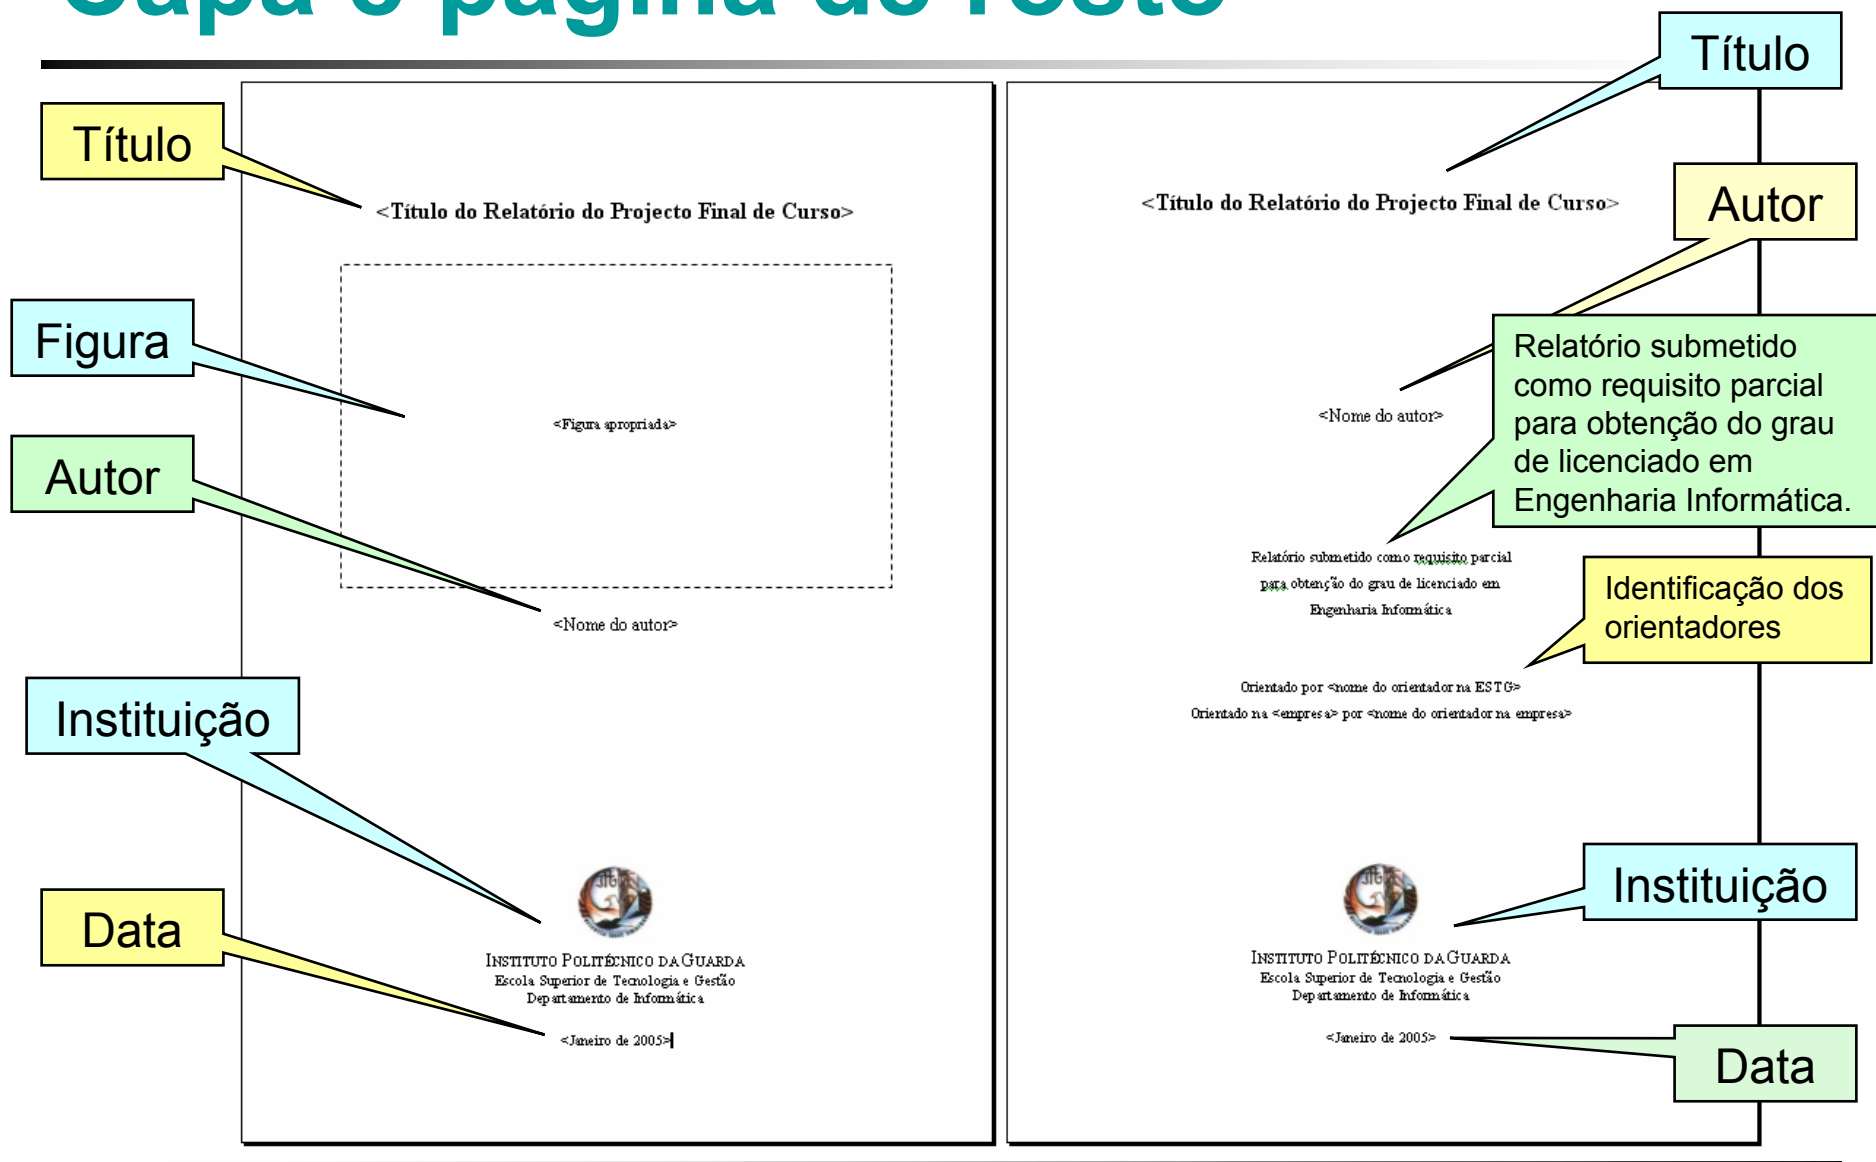 Capa e página de rosto
Título
<Título do Relatório do Projecto Final de Curso>
Figura
<Figura apropriada>
Autor
<Nome do autor>
Instituição
INSTITUTO POLITÉCNICO DA GUARDA
Escola Superior de Tecnologia e Gestão
Departamento de Informática
Data
<Janeiro de 2005>
Título
<Título do Relatório do Projecto Final de Curso>
Autor
<Nome do autor>
Relatório submetido
como requisito parcial
para obtenção do grau
de licenciado em
Engenharia Informática.
Relatório submetido como requisito parcial
para obtenção do grau de licenciado em
Engenharia Informática
Identificação dos
orientadores
Orientado por <nome do orientador na ESTG>
Orientado na <empresa> por <nome do orientador na empresa>
Instituição
INSTITUTO POLITÉCNICO DA GUARDA
Escola Superior de Tecnologia e Gestão
Departamento de Informática
<Janeiro de 2005>
Data